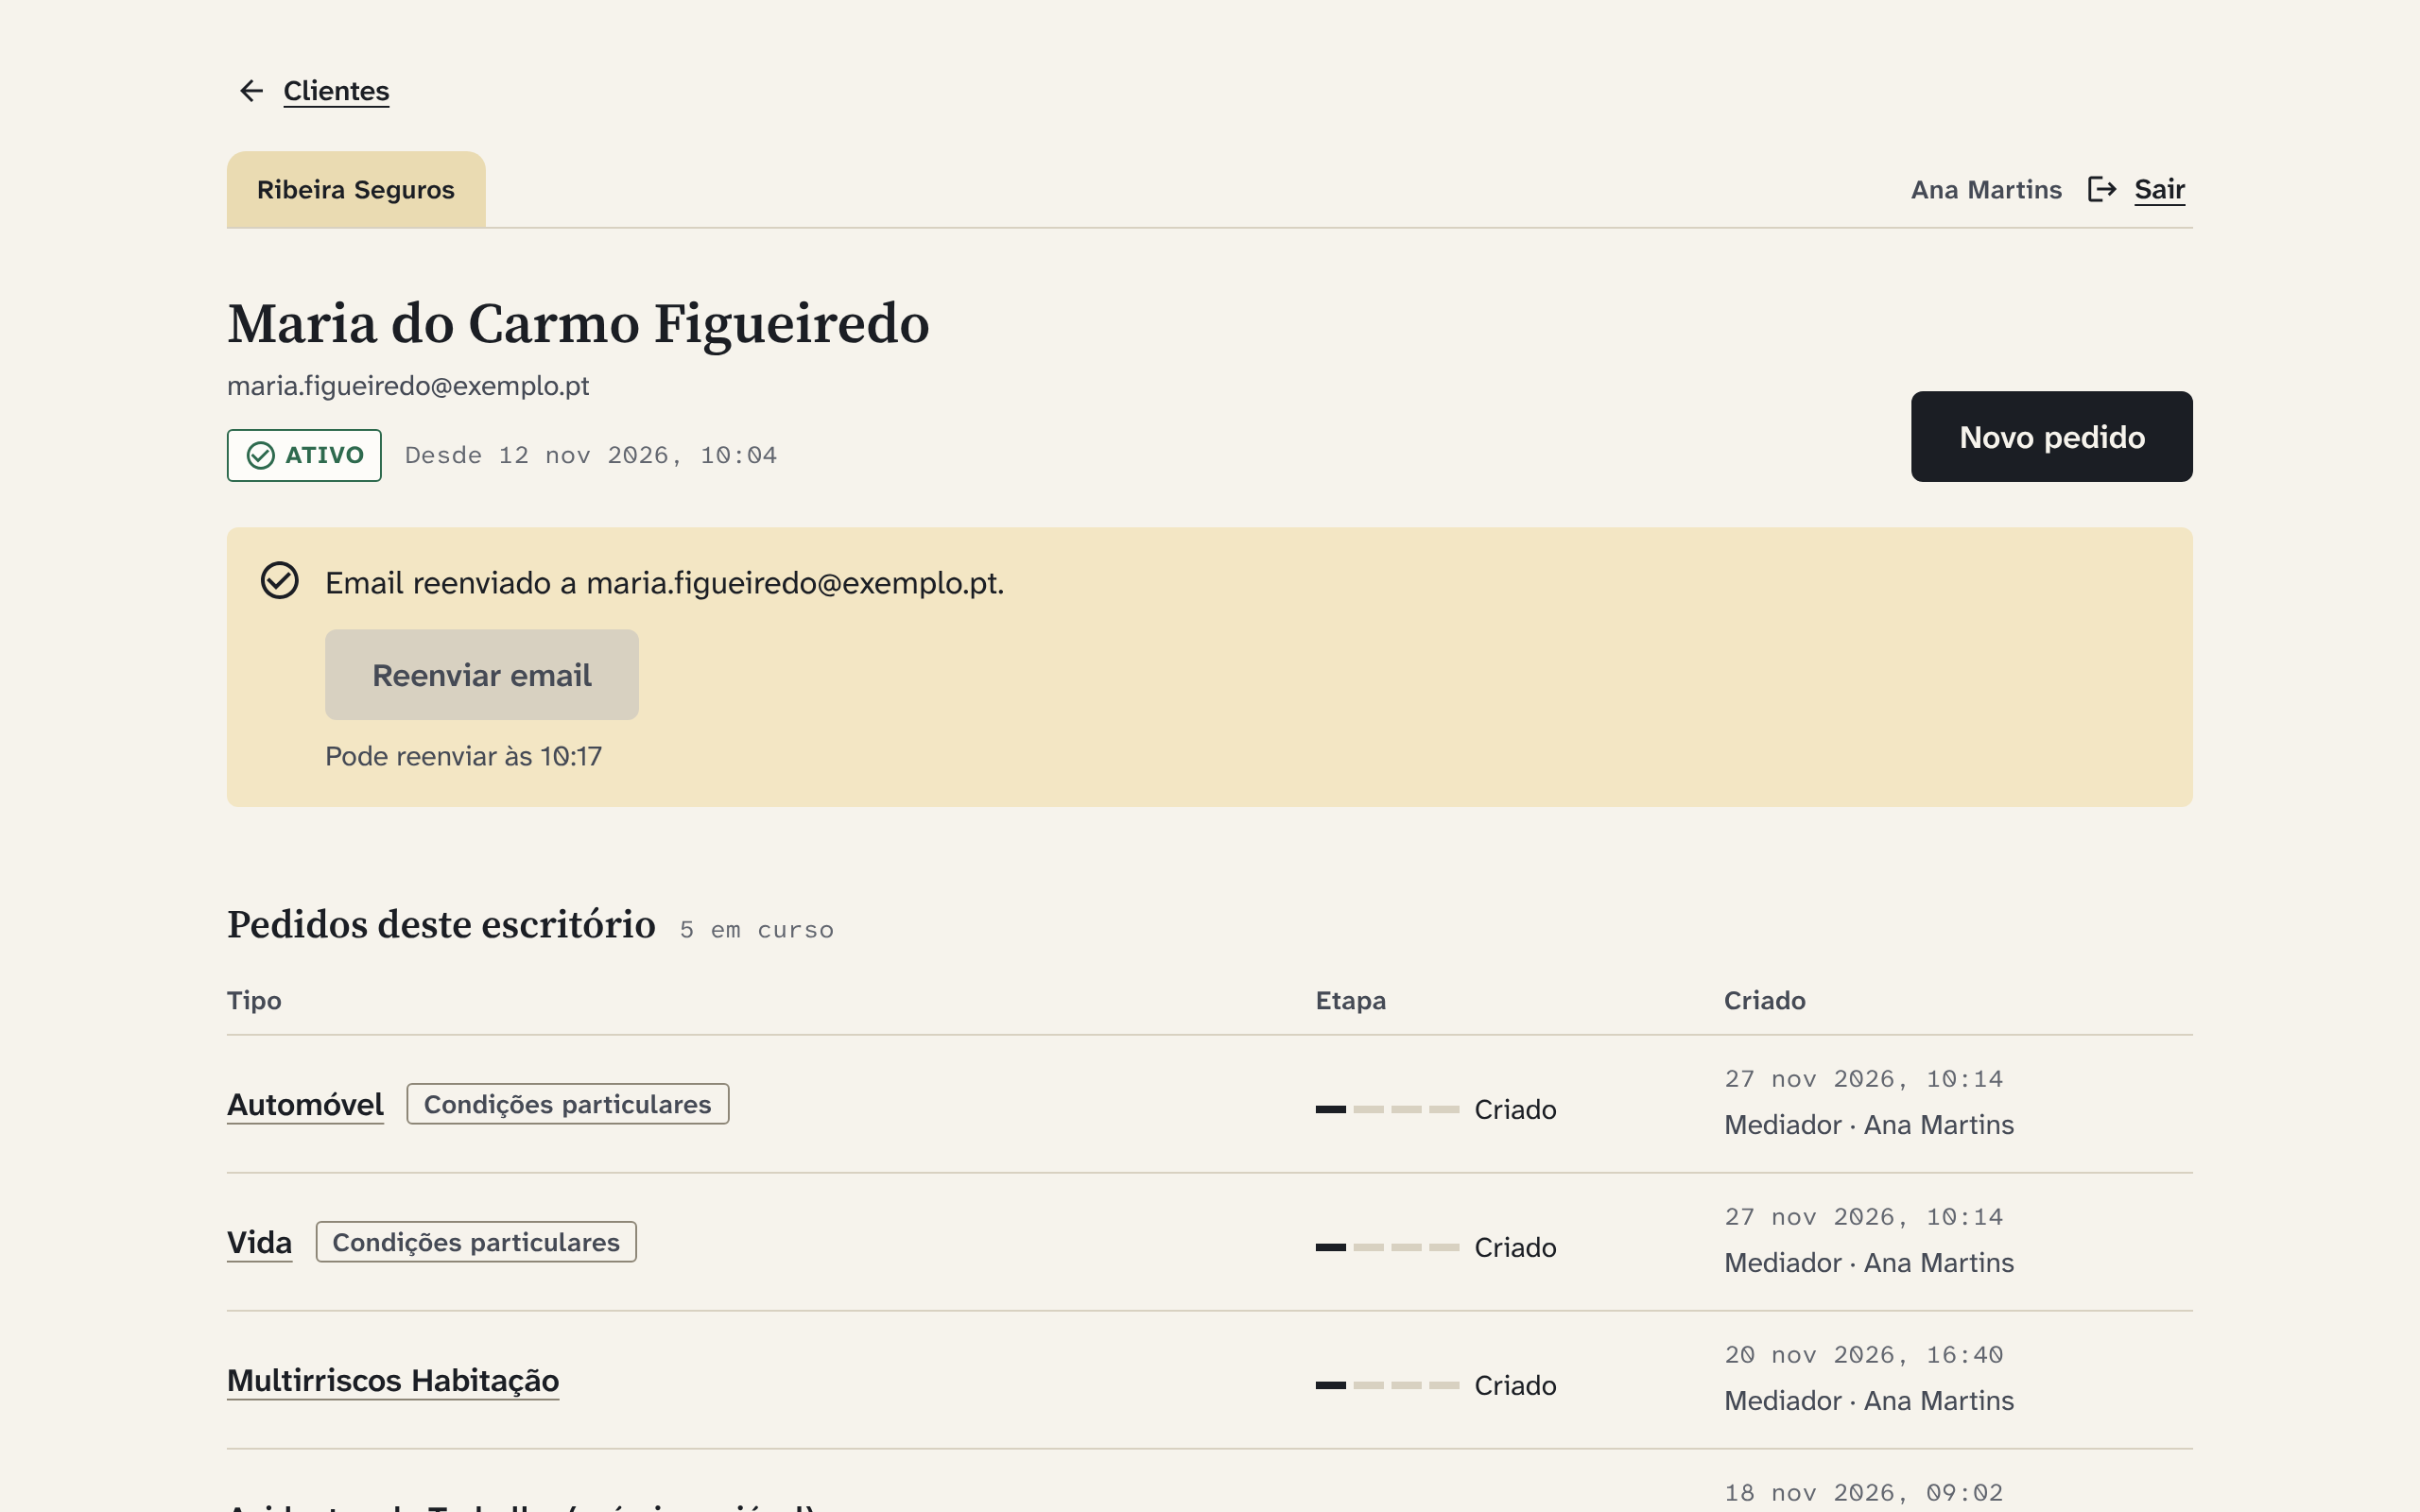 Clientes
Ribeira Seguros
Ana Martins
Sair
Maria do Carmo Figueiredo
maria.figueiredo@exemplo.pt
ATIVO
Desde 12 nov 2026, 10:04
Novo pedido
Email reenviado a maria.figueiredo@exemplo.pt.
Reenviar email
Pode reenviar às 10:17
Pedidos deste escritório
5 em curso
Tipo
Etapa
Criado
Automóvel
Condições particulares
Criado
27 nov 2026, 10:14
Mediador · Ana Martins
Vida
Condições particulares
Criado
27 nov 2026, 10:14
Mediador · Ana Martins
Multirriscos Habitação
Criado
20 nov 2026, 16:40
Mediador · Ana Martins
18 nov 2026, 09:02